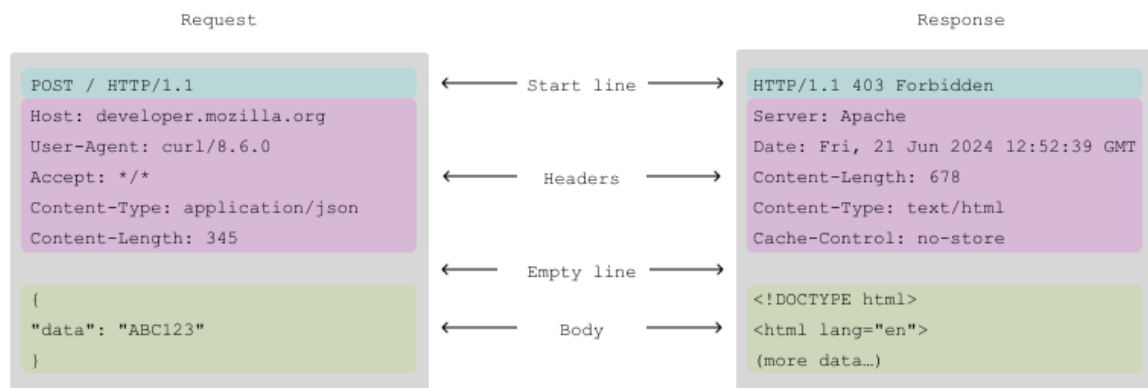 Request
Response
POST / HTTP/1.1
Host: developer.mozilla.org
User-Agent: curl/8.6.0
Accept: */*
Content-Type: application/json
Content-Length: 345
{
"data": "ABC123"
}
Start line
Headers
Empty line
Body
HTTP/1.1 403 Forbidden
Server: Apache
Date: Fri, 21 Jun 2024 12:52:39 GMT
Content-Length: 678
Content-Type: text/html
Cache-Control: no-store
<!DOCTYPE html>
<html lang="en">
(more data…)